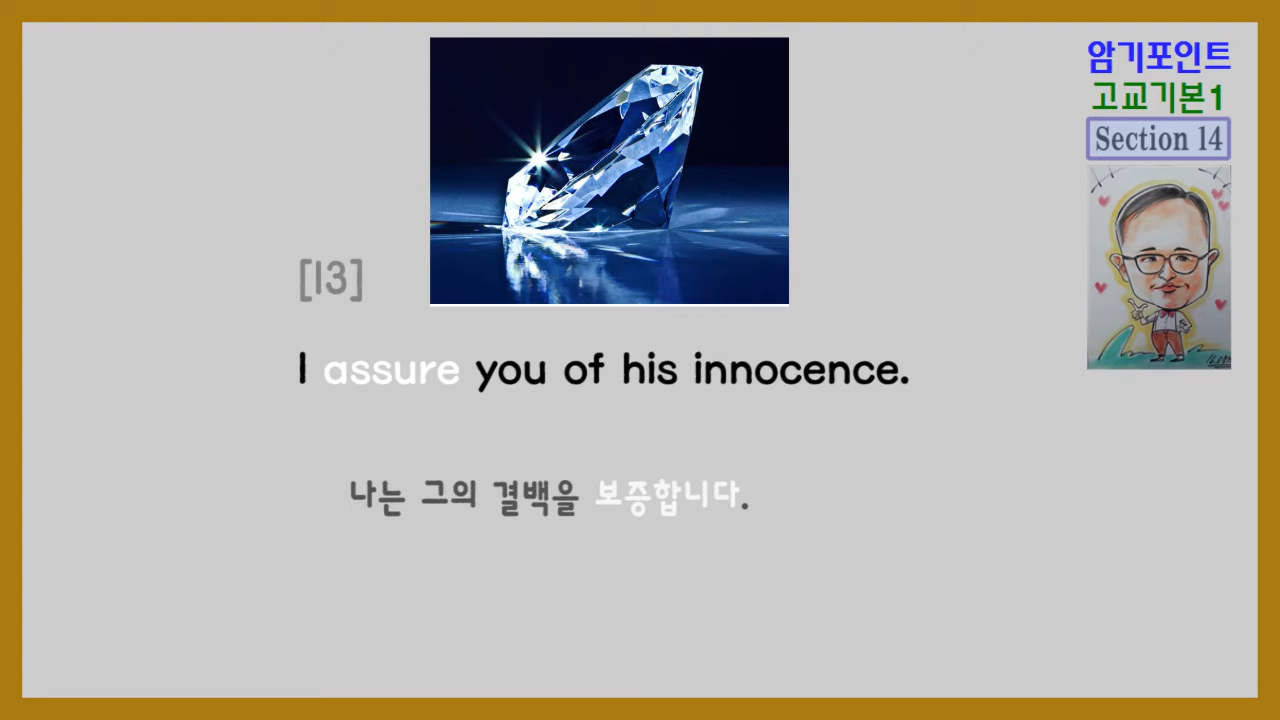 암기포인트
고교기본1
Section 14
[13]
I assure you of his innocence.
나는 그의 결백을 보증합니다.